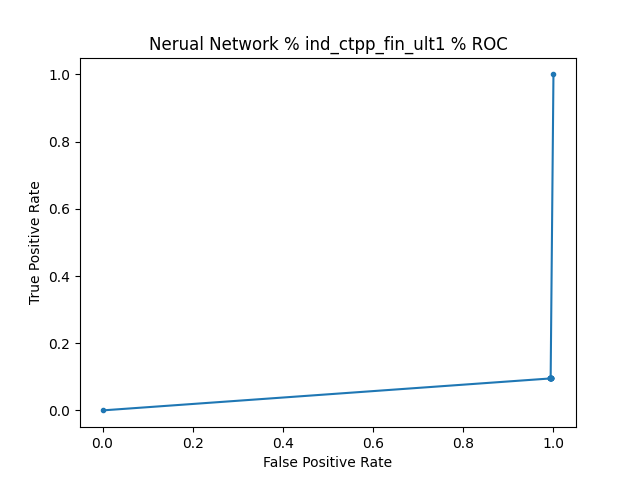 Nerual Network % ind_ctpp_fin_ult1 % ROC
1.0
0.8
0.6
0.4
0.2
0.0
True Positive Rate
0.0 0.2 0.4 0.6 0.8 1.0
False Positive Rate